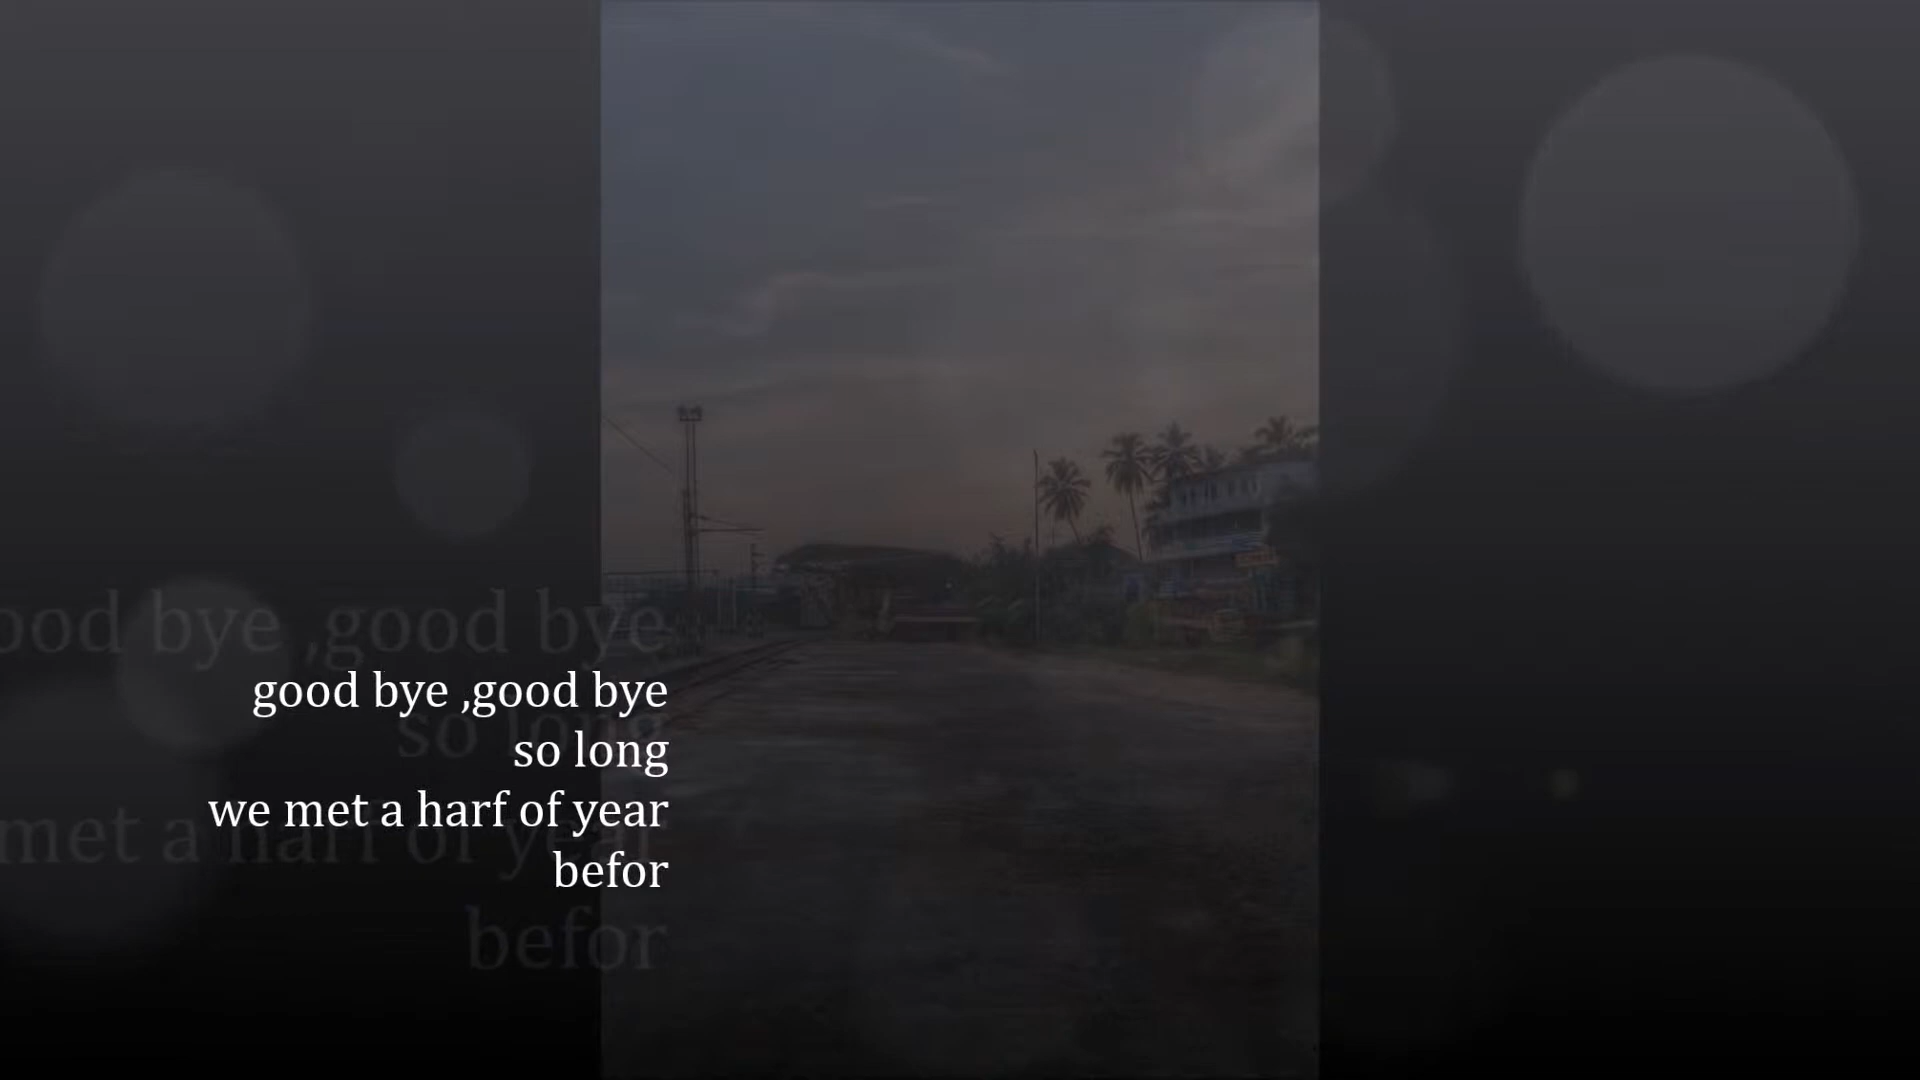 good bye ,good bye
so long
we met a harf of year
befor